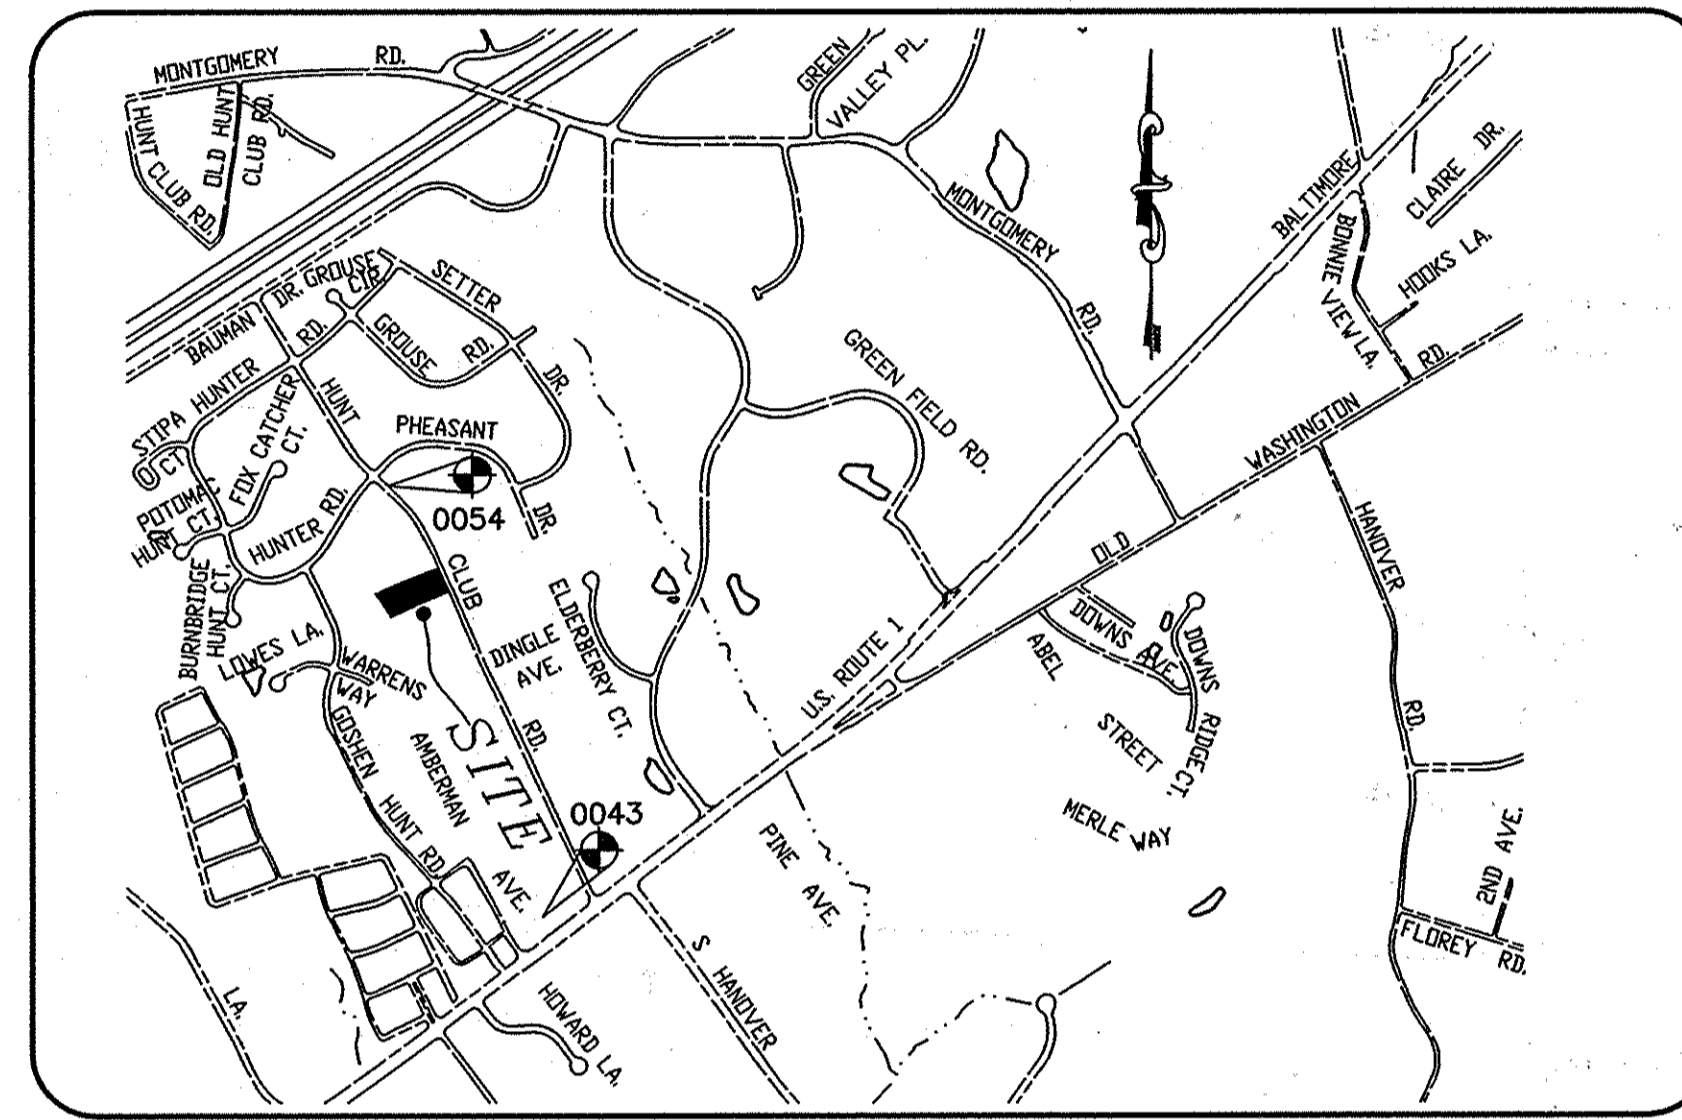 MONTGOMERY RD.
HUNT CLUB RD.
OLD HUNT
CLUB RD.
GREEN
VALLEY PL.
MONTGOMERY RD.
BALTIMORE
BONNIE VIEW LA.
CLAIRE DR.
HOOKS LA.
BAUMAN DR.
GROUSE
CIR.
SETTER DR.
GROUSE RD.
STIPA
CT.
HUNTER RD.
HUNT CLUB RD.
FOX CATCHER
CT.
PHEASANT DR.
0054
GREEN FIELD RD.
OLD WASHINGTON RD.
POTOMAC
HUNT CT.
HUNTER RD.
BURNBRIDGE
HUNT CT.
LOWES LA.
WARRENS
WAY
GOSHEN HUNT RD.
AMBERMAN AVE.
SITE
DINGLE
AVE.
ELDERBERRY CT.
U.S. ROUTE 1
0043
ABEL STREET
DOWNS AVE.
DOWNS RIDGE CT.
MERLE WAY
PINE AVE.
HANOVER RD.
2ND AVE.
FLOREY RD.
S HANOVER
HOWARD LA.
LA.